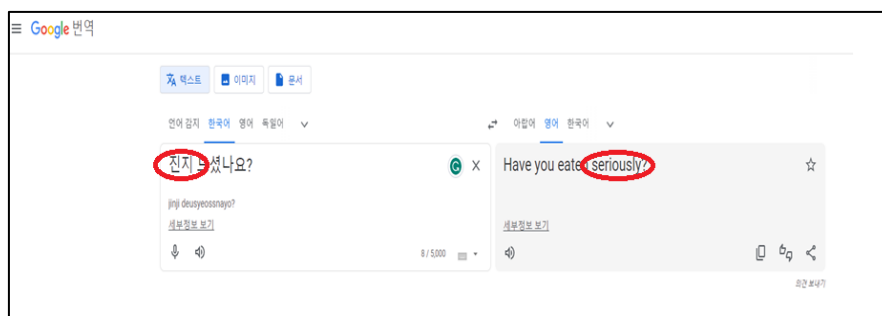 Google 번역
텍스트 이미지 문서
언어 감지 한국어 영어 독일어
아랍어 영어 한국어
진지 드셨나요?
Have you eaten seriously?
jinji deusyeossnayo?
세부정보 보기
세부정보 보기
8 / 5,000
의견 보내기